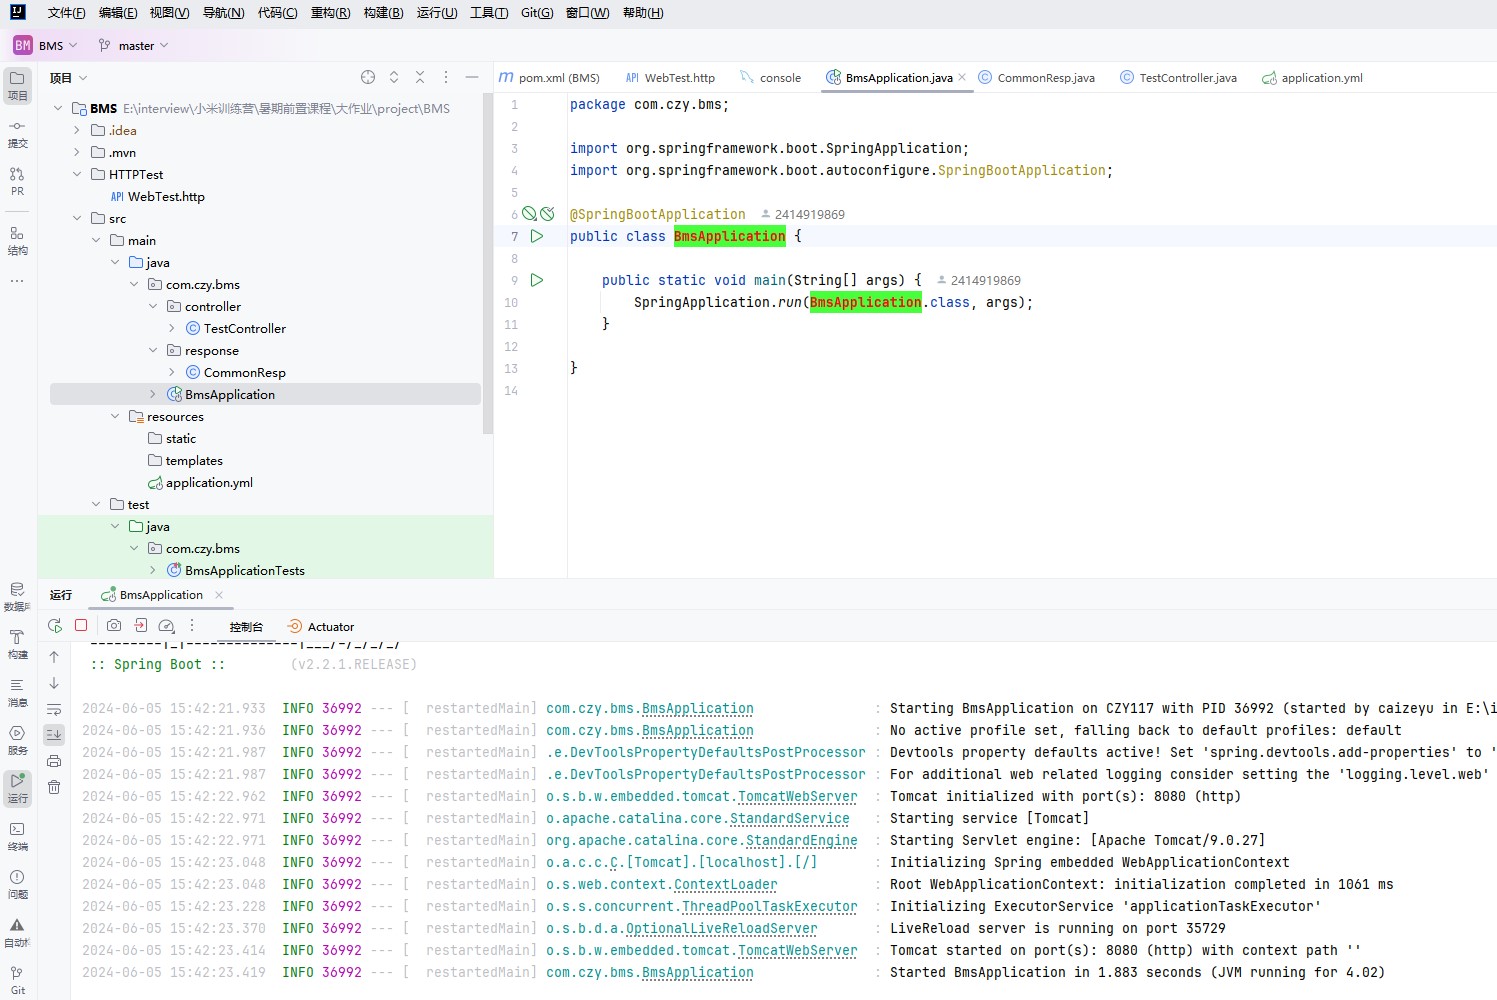 文件(F) 编辑(E) 视图(V) 导航(N) 代码(C) 重构(R) 构建(B) 运行(U) 工具(T) Git(G) 窗口(W) 帮助(H)
BM BMS master
项目
项目
提交
PR
结构
BMS E:\interview\小米训练营\暑期前置课程\大作业\project\BMS
.idea
.mvn
HTTPTest
API WebTest.http
src
main
java
com.czy.bms
controller
TestController
response
CommonResp
BmsApplication
resources
static
templates
application.yml
test
java
com.czy.bms
BmsApplicationTests
m pom.xml (BMS) API WebTest.http console BmsApplication.java CommonResp.java TestController.java application.yml
1 package com.czy.bms;
2
3 import org.springframework.boot.SpringApplication;
4 import org.springframework.boot.autoconfigure.SpringBootApplication;
5
6 @SpringBootApplication 2414919869
7 public class BmsApplication {
8
9 public static void main(String[] args) { 2414919869
10 SpringApplication.run(BmsApplication.class, args);
11 }
12
13 }
14
数据库
构建
消息
服务
运行
终端
问题
Git
运行 BmsApplication
控制台 Actuator
:: Spring Boot :: (v2.2.1.RELEASE)
2024-06-05 15:42:21.933 INFO 36992 --- [ restartedMain] com.czy.bms.BmsApplication : Starting BmsApplication on CZY117 with PID 36992 (started by caizeyu in E:\i
2024-06-05 15:42:21.936 INFO 36992 --- [ restartedMain] com.czy.bms.BmsApplication : No active profile set, falling back to default profiles: default
2024-06-05 15:42:21.987 INFO 36992 --- [ restartedMain] .e.DevToolsPropertyDefaultsPostProcessor : Devtools property defaults active! Set 'spring.devtools.add-properties' to '
2024-06-05 15:42:21.987 INFO 36992 --- [ restartedMain] .e.DevToolsPropertyDefaultsPostProcessor : For additional web related logging consider setting the 'logging.level.web'
2024-06-05 15:42:22.962 INFO 36992 --- [ restartedMain] o.s.b.w.embedded.tomcat.TomcatWebServer : Tomcat initialized with port(s): 8080 (http)
2024-06-05 15:42:22.971 INFO 36992 --- [ restartedMain] o.apache.catalina.core.StandardService : Starting service [Tomcat]
2024-06-05 15:42:22.971 INFO 36992 --- [ restartedMain] org.apache.catalina.core.StandardEngine : Starting Servlet engine: [Apache Tomcat/9.0.27]
2024-06-05 15:42:23.048 INFO 36992 --- [ restartedMain] o.a.c.c.C.[Tomcat].[localhost].[/] : Initializing Spring embedded WebApplicationContext
2024-06-05 15:42:23.048 INFO 36992 --- [ restartedMain] o.s.web.context.ContextLoader : Root WebApplicationContext: initialization completed in 1061 ms
2024-06-05 15:42:23.228 INFO 36992 --- [ restartedMain] o.s.s.concurrent.ThreadPoolTaskExecutor : Initializing ExecutorService 'applicationTaskExecutor'
2024-06-05 15:42:23.370 INFO 36992 --- [ restartedMain] o.s.b.d.a.OptionalLiveReloadServer : LiveReload server is running on port 35729
2024-06-05 15:42:23.414 INFO 36992 --- [ restartedMain] o.s.b.w.embedded.tomcat.TomcatWebServer : Tomcat started on port(s): 8080 (http) with context path ''
2024-06-05 15:42:23.419 INFO 36992 --- [ restartedMain] com.czy.bms.BmsApplication : Started BmsApplication in 1.883 seconds (JVM running for 4.02)